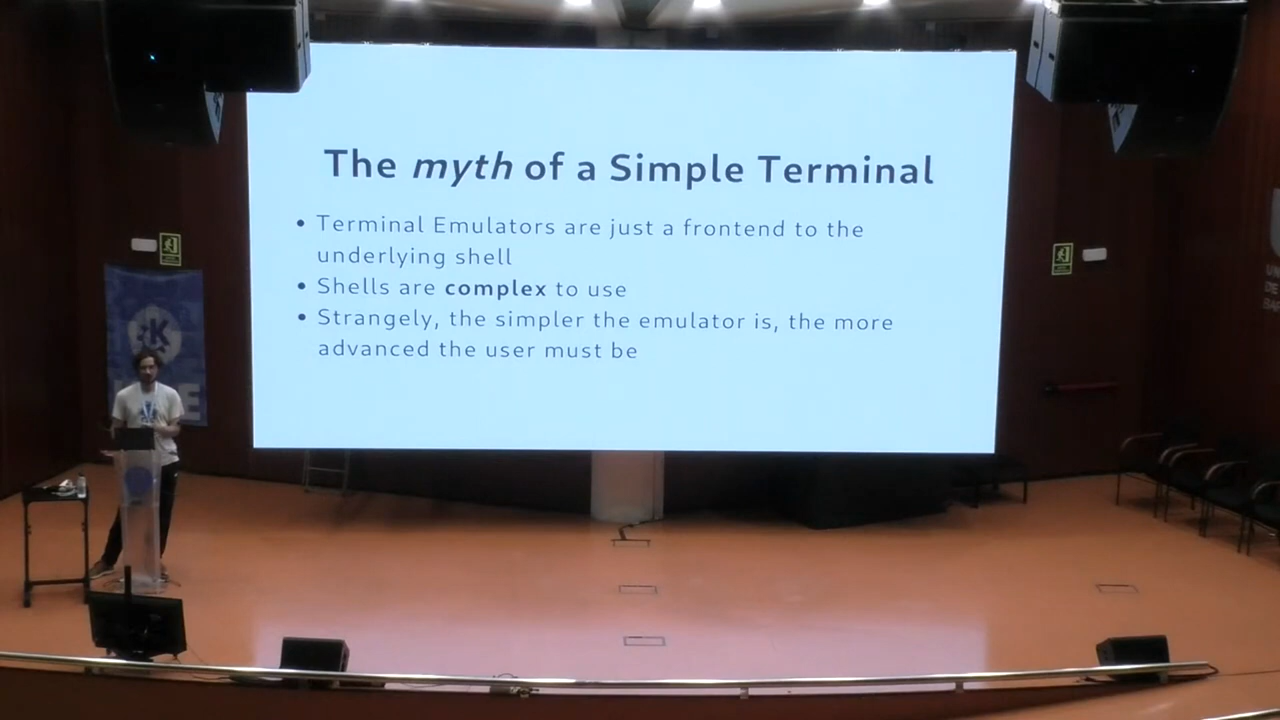 The myth of a Simple Terminal
• Terminal Emulators are just a frontend to the
underlying shell
• Shells are complex to use
• Strangely, the simpler the emulator is, the more
advanced the user must be
K